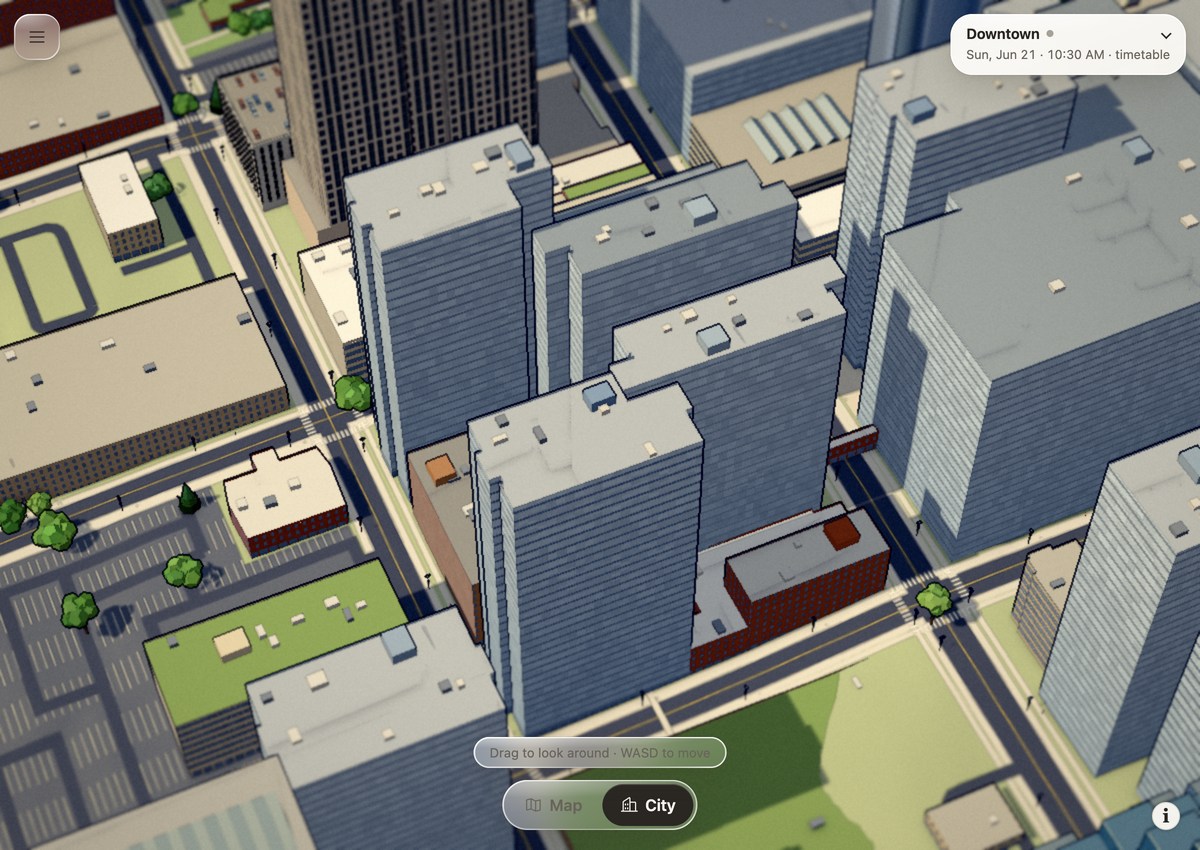 Downtown
Sun, Jun 21 · 10:30 AM · timetable
Drag to look around · WASD to move
Map
City
i